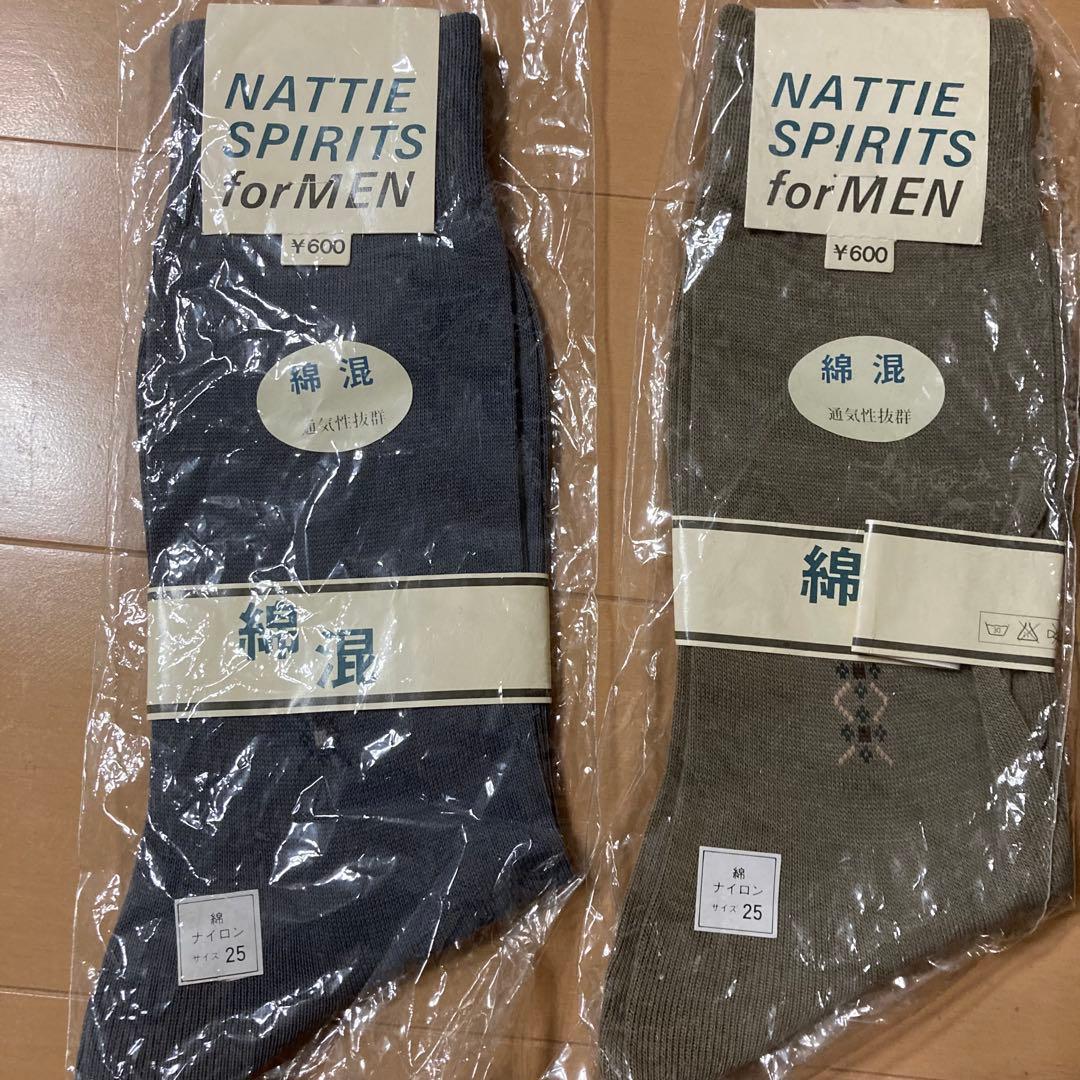 NATTIE
SPIRITS
forMEN
¥600
綿 混
通気性抜群
綿混
綿
ナイロン
サイズ 25
NATTIE
SPIRITS
forMEN
¥600
綿 混
通気性抜群
綿
綿
ナイロン
サイズ 25